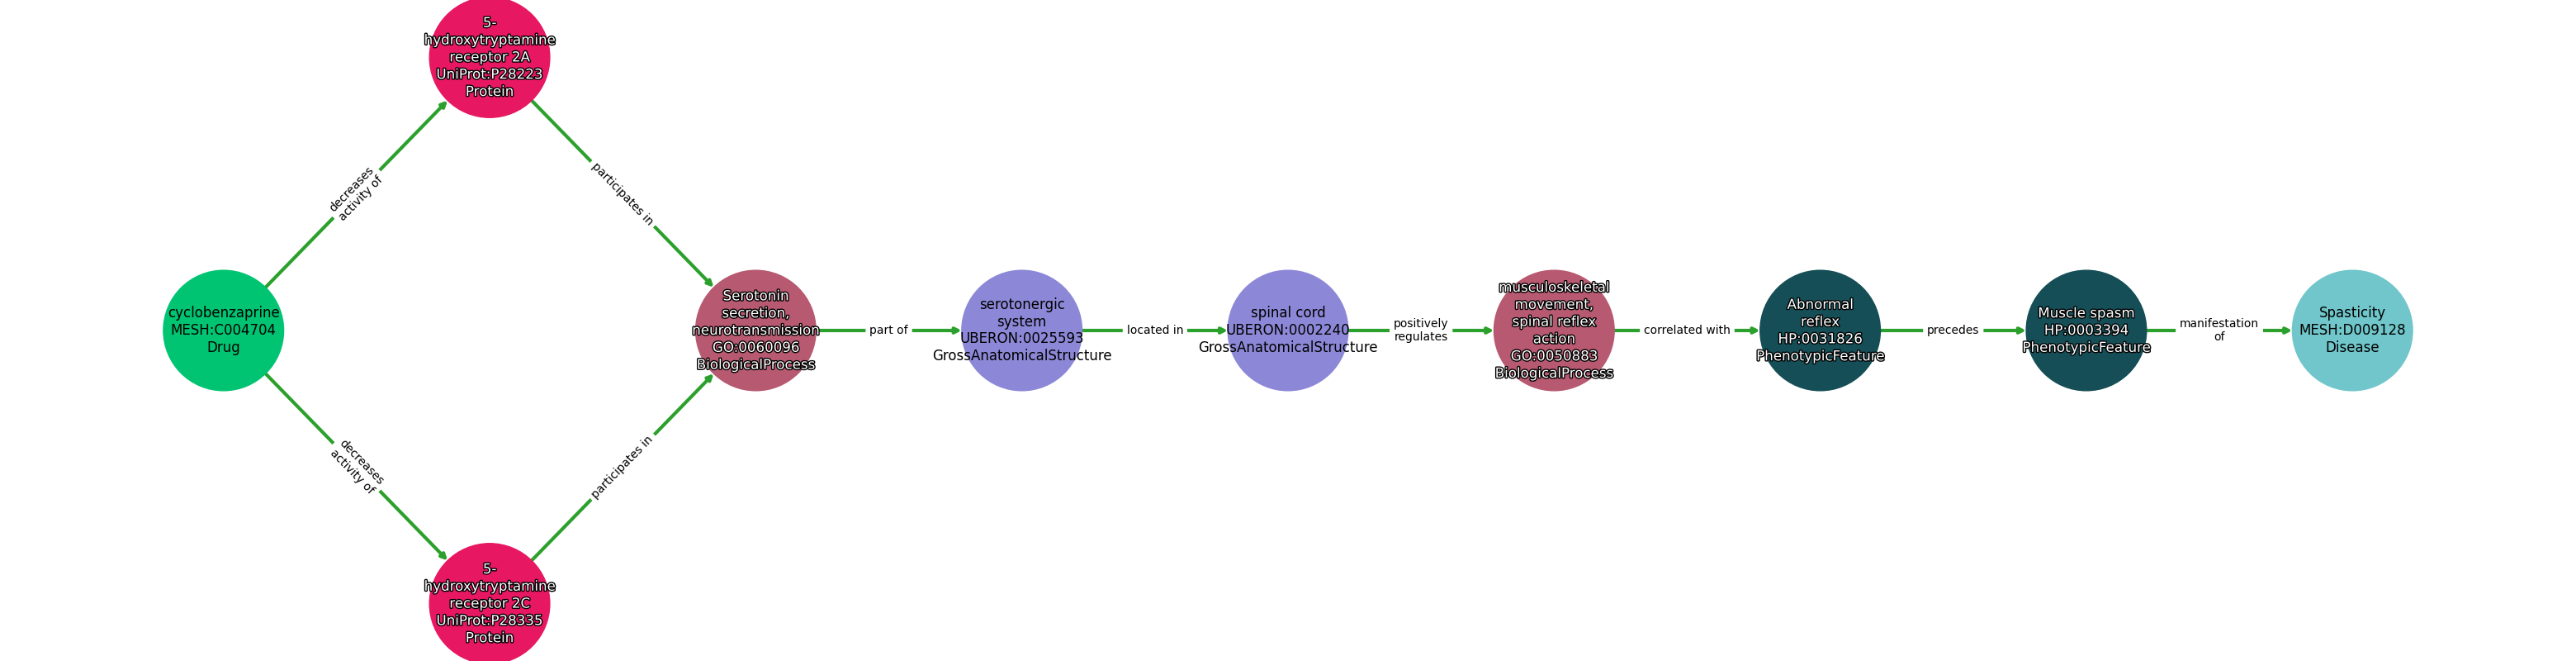 5-
hydroxytryptamine
receptor 2A
UniProt:P28223
Protein
decreases
activity of
participates in
cyclobenzaprine
MESH:C004704
Drug
Serotonin
secretion,
neurotransmission
GO:0060096
BiologicalProcess
part of
serotonergic
system
UBERON:0025593
GrossAnatomicalStructure
located in
spinal cord
UBERON:0002240
GrossAnatomicalStructure
positively
regulates
musculoskeletal
movement,
spinal reflex
action
GO:0050883
BiologicalProcess
correlated with
Abnormal
reflex
HP:0031826
PhenotypicFeature
precedes
Muscle spasm
HP:0003394
PhenotypicFeature
manifestation
of
Spasticity
MESH:D009128
Disease
decreases
activity of
participates in
5-
hydroxytryptamine
receptor 2C
UniProt:P28335
Protein